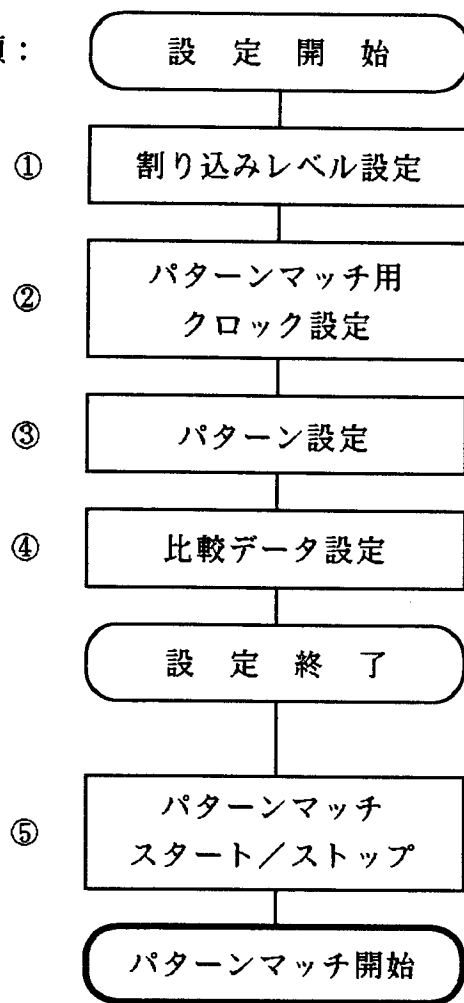 ：
設定開始
① 割り込みレベル設定
② パターンマッチ用
クロック設定
③ パターン設定
④ 比較データ設定
設定終了
⑤ パターンマッチ
スタート／ストップ
パターンマッチ開始